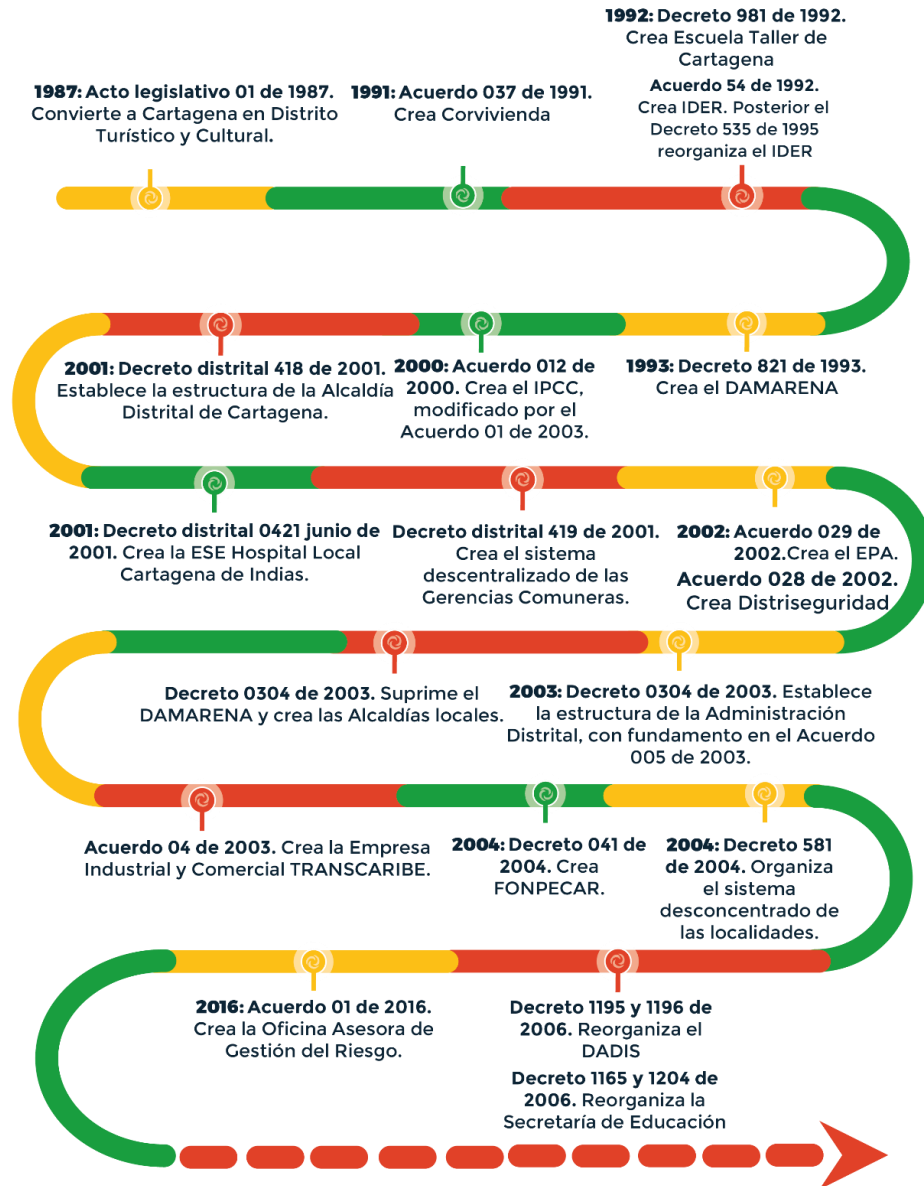 1987: Acto legislativo 01 de 1987.
Convierte a Cartagena en Distrito
Turístico y Cultural.
1991: Acuerdo 037 de 1991.
Crea Corvivienda
1992: Decreto 981 de 1992.
Crea Escuela Taller de
Cartagena
Acuerdo 54 de 1992.
Crea IDER. Posterior el
Decreto 535 de 1995
reorganiza el IDER
1993: Decreto 821 de 1993.
Crea el DAMARENA
2000: Acuerdo 012 de
2000. Crea el IPCC,
modificado por el
Acuerdo 01 de 2003.
2001: Decreto distrital 418 de 2001.
Establece la estructura de la Alcaldía
Distrital de Cartagena.
2001: Decreto distrital 0421 junio de
2001. Crea la ESE Hospital Local
Cartagena de Indias.
Decreto distrital 419 de 2001.
Crea el sistema
descentralizado de las
Gerencias Comuneras.
2002: Acuerdo 029 de
2002.Crea el EPA.
Acuerdo 028 de 2002.
Crea Distriseguridad
2003: Decreto 0304 de 2003. Establece
la estructura de la Administración
Distrital, con fundamento en el Acuerdo
005 de 2003.
Decreto 0304 de 2003. Suprime el
DAMARENA y crea las Alcaldías locales.
Acuerdo 04 de 2003. Crea la Empresa
Industrial y Comercial TRANSCARIBE.
2004: Decreto 041 de
2004. Crea
FONPECAR.
2004: Decreto 581
de 2004. Organiza
el sistema
desconcentrado de
las localidades.
Decreto 1195 y 1196 de
2006. Reorganiza el
DADIS
Decreto 1165 y 1204 de
2006. Reorganiza la
Secretaría de Educación
2016: Acuerdo 01 de 2016.
Crea la Oficina Asesora de
Gestión del Riesgo.